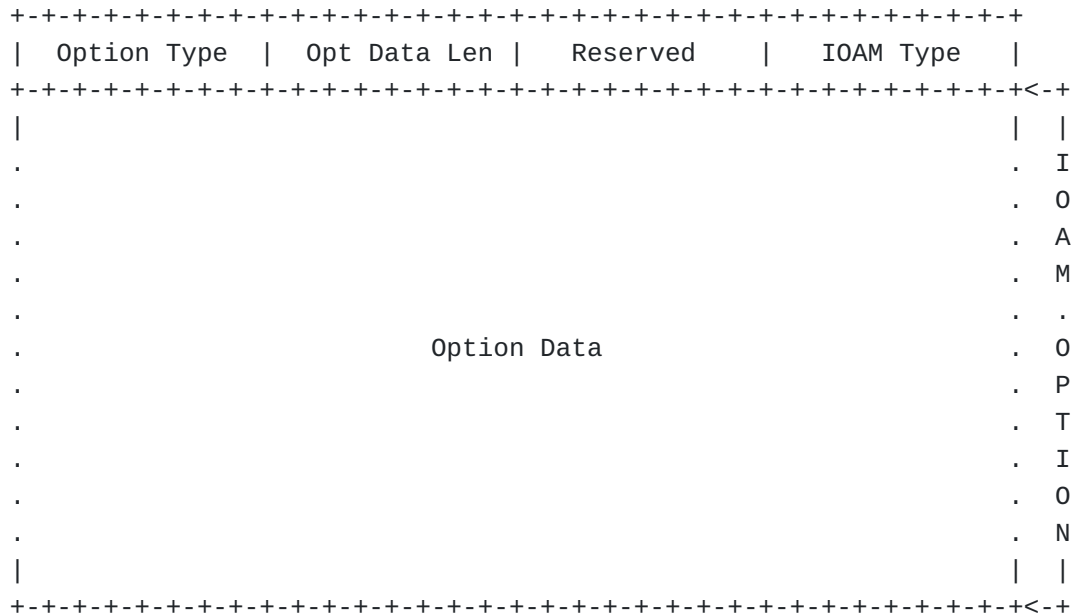 +-+-+-+-+-+-+-+-+-+-+-+-+-+-+-+-+-+-+-+-+-+-+-+-+-+-+-+-+-+-+-+-+
|  Option Type  |  Opt Data Len |   Reserved    |   IOAM Type   |
+-+-+-+-+-+-+-+-+-+-+-+-+-+-+-+-+-+-+-+-+-+-+-+-+-+-+-+-+-+-+-+-+<-+
|                                                               |  |
.                                                               .  I
.                                                               .  O
.                                                               .  A
.                                                               .  M
.                                                               .  .
.                          Option Data                          .  O
.                                                               .  P
.                                                               .  T
.                                                               .  I
.                                                               .  O
.                                                               .  N
|                                                               |  |
+-+-+-+-+-+-+-+-+-+-+-+-+-+-+-+-+-+-+-+-+-+-+-+-+-+-+-+-+-+-+-+-+<-+